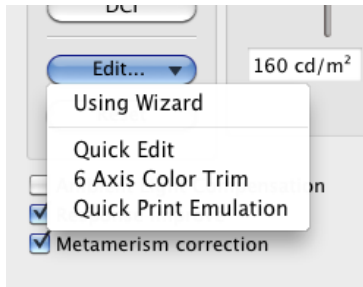 DCI
Edit...
160 cd/m²
Using Wizard
Quick Edit
6 Axis Color Trim
Quick Print Emulation
Metamerism correction